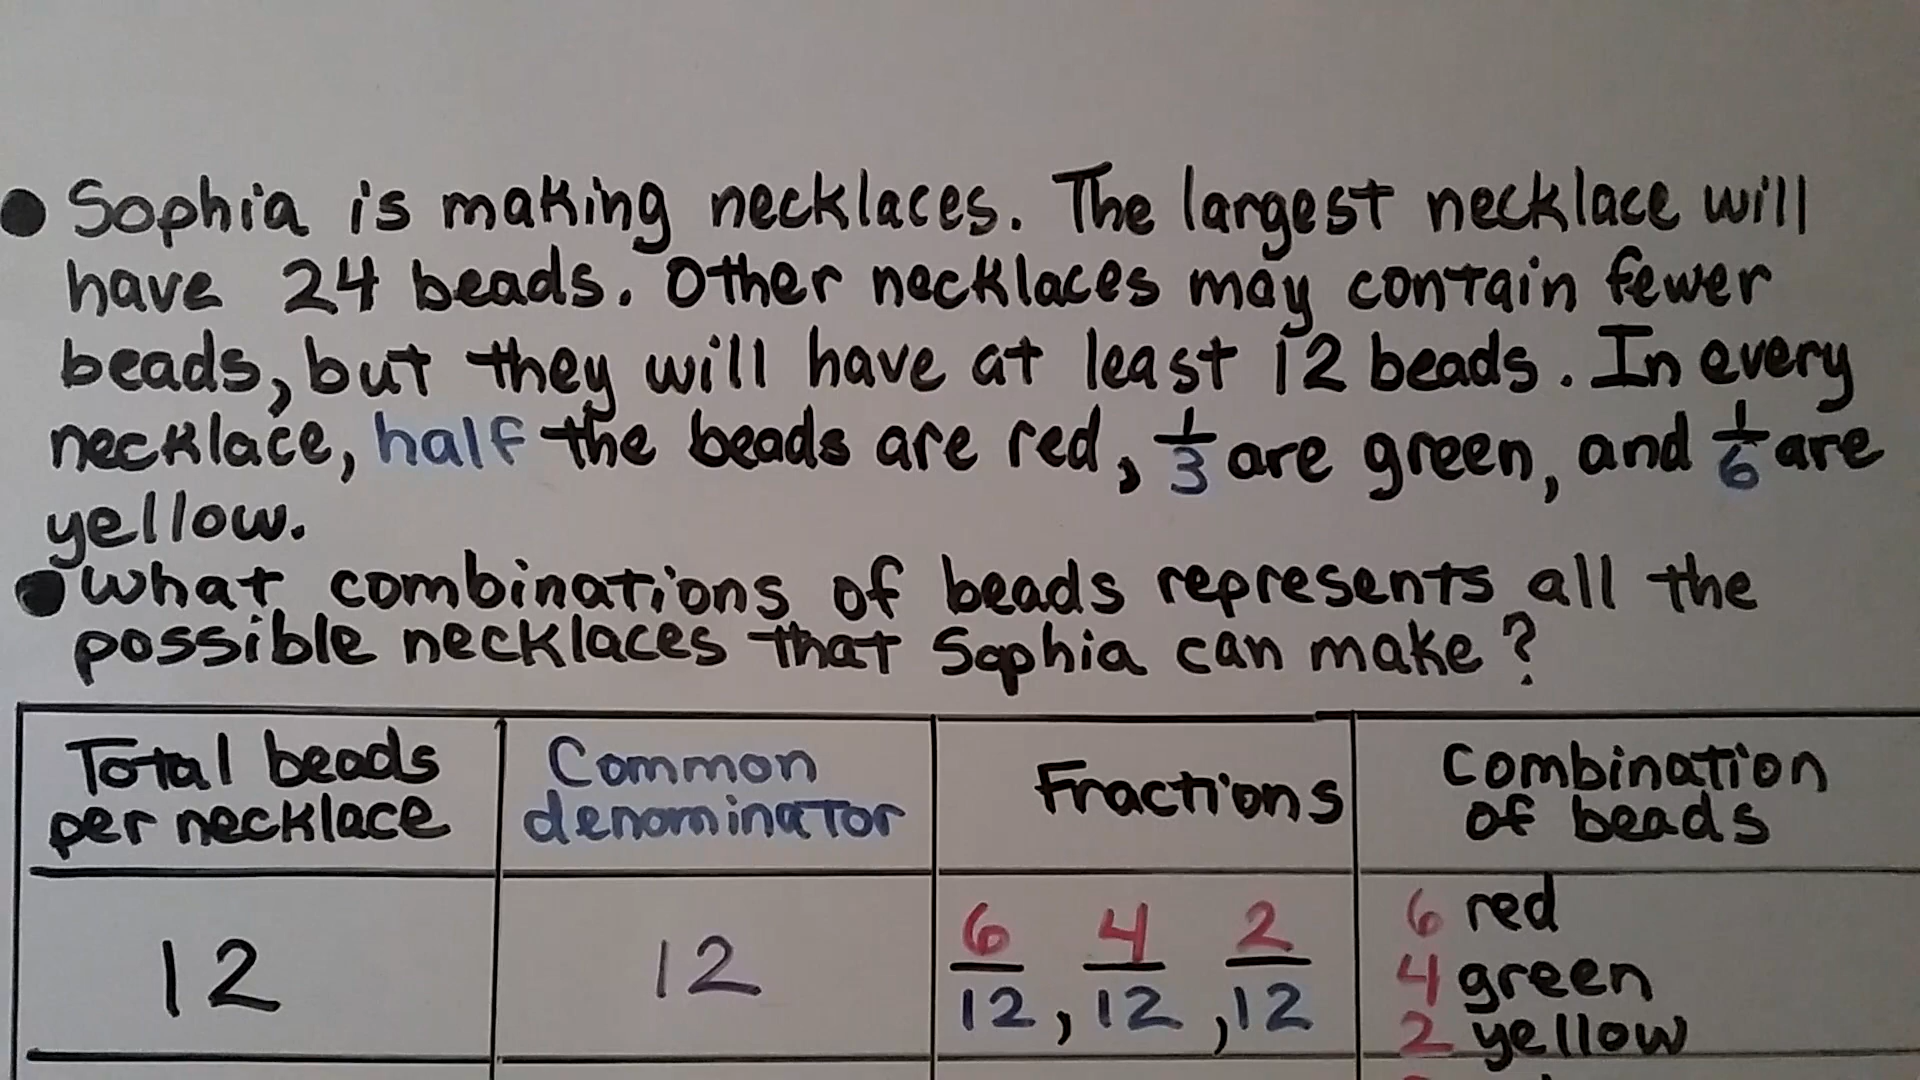 ● Sophia is making necklaces. The largest necklace will
have 24 beads. Other necklaces may contain fewer
beads, but they will have at least 12 beads. In every
necklace, half the beads are red, 1/3 are green, and 1/6 are
yellow.
● What combinations of beads represents all the
possible necklaces that Sophia can make?
Total beads
per necklace
Common
denominator
Fractions
Combination
of beads
12
12
6/12, 4/12, 2/12
6 red
4 green
2 yellow